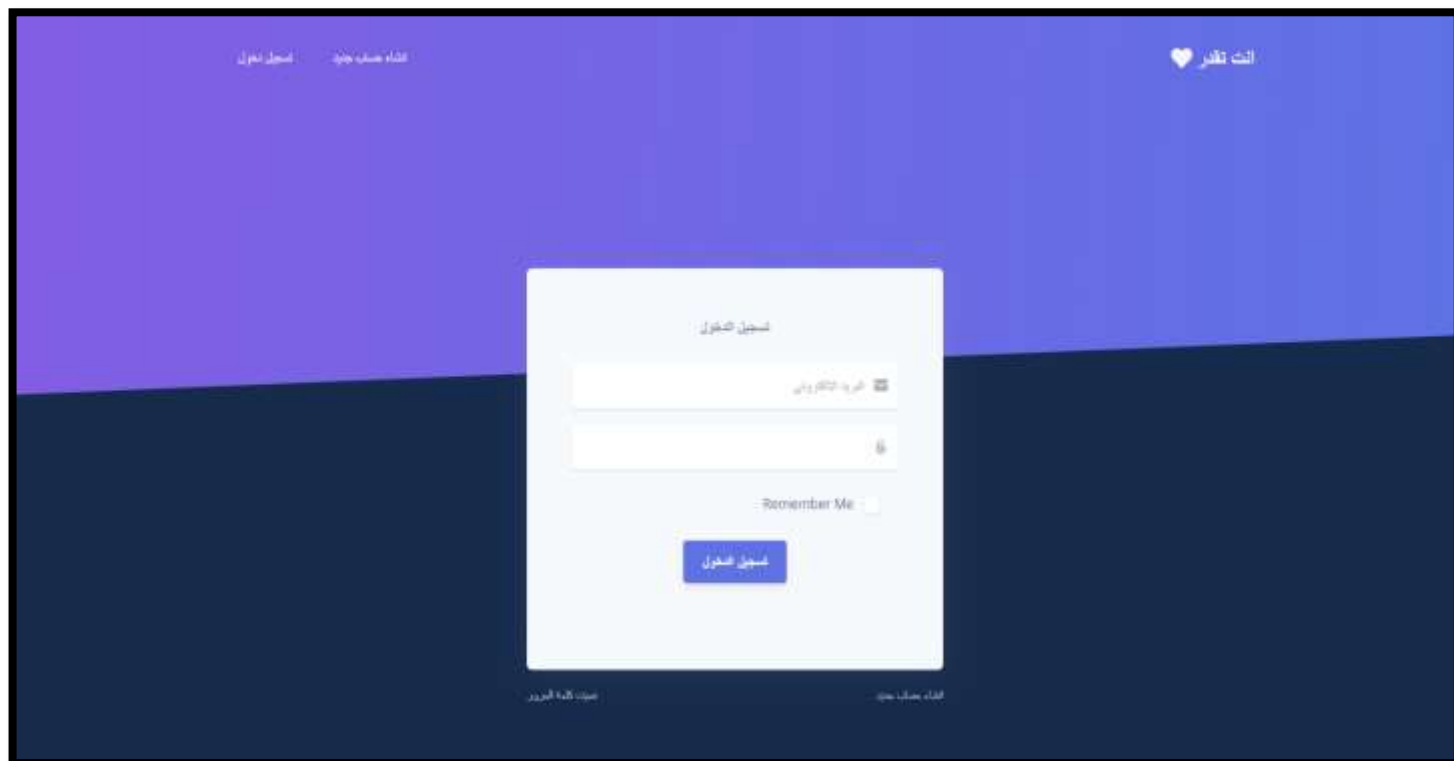 انت تقدر
انشاء حساب جديد
تسجيل دخول
تسجيل الدخول
البريد الالكتروني
Remember Me
تسجيل الدخول
انشاء حساب جديد
نسيت كلمة المرور